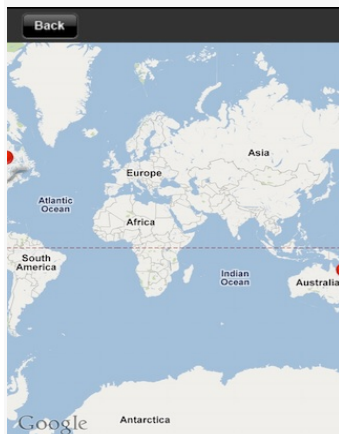 Back
Asia
Europe
Atlantic
Ocean
Africa
South
America
Indian
Ocean
Australia
Google
Antarctica